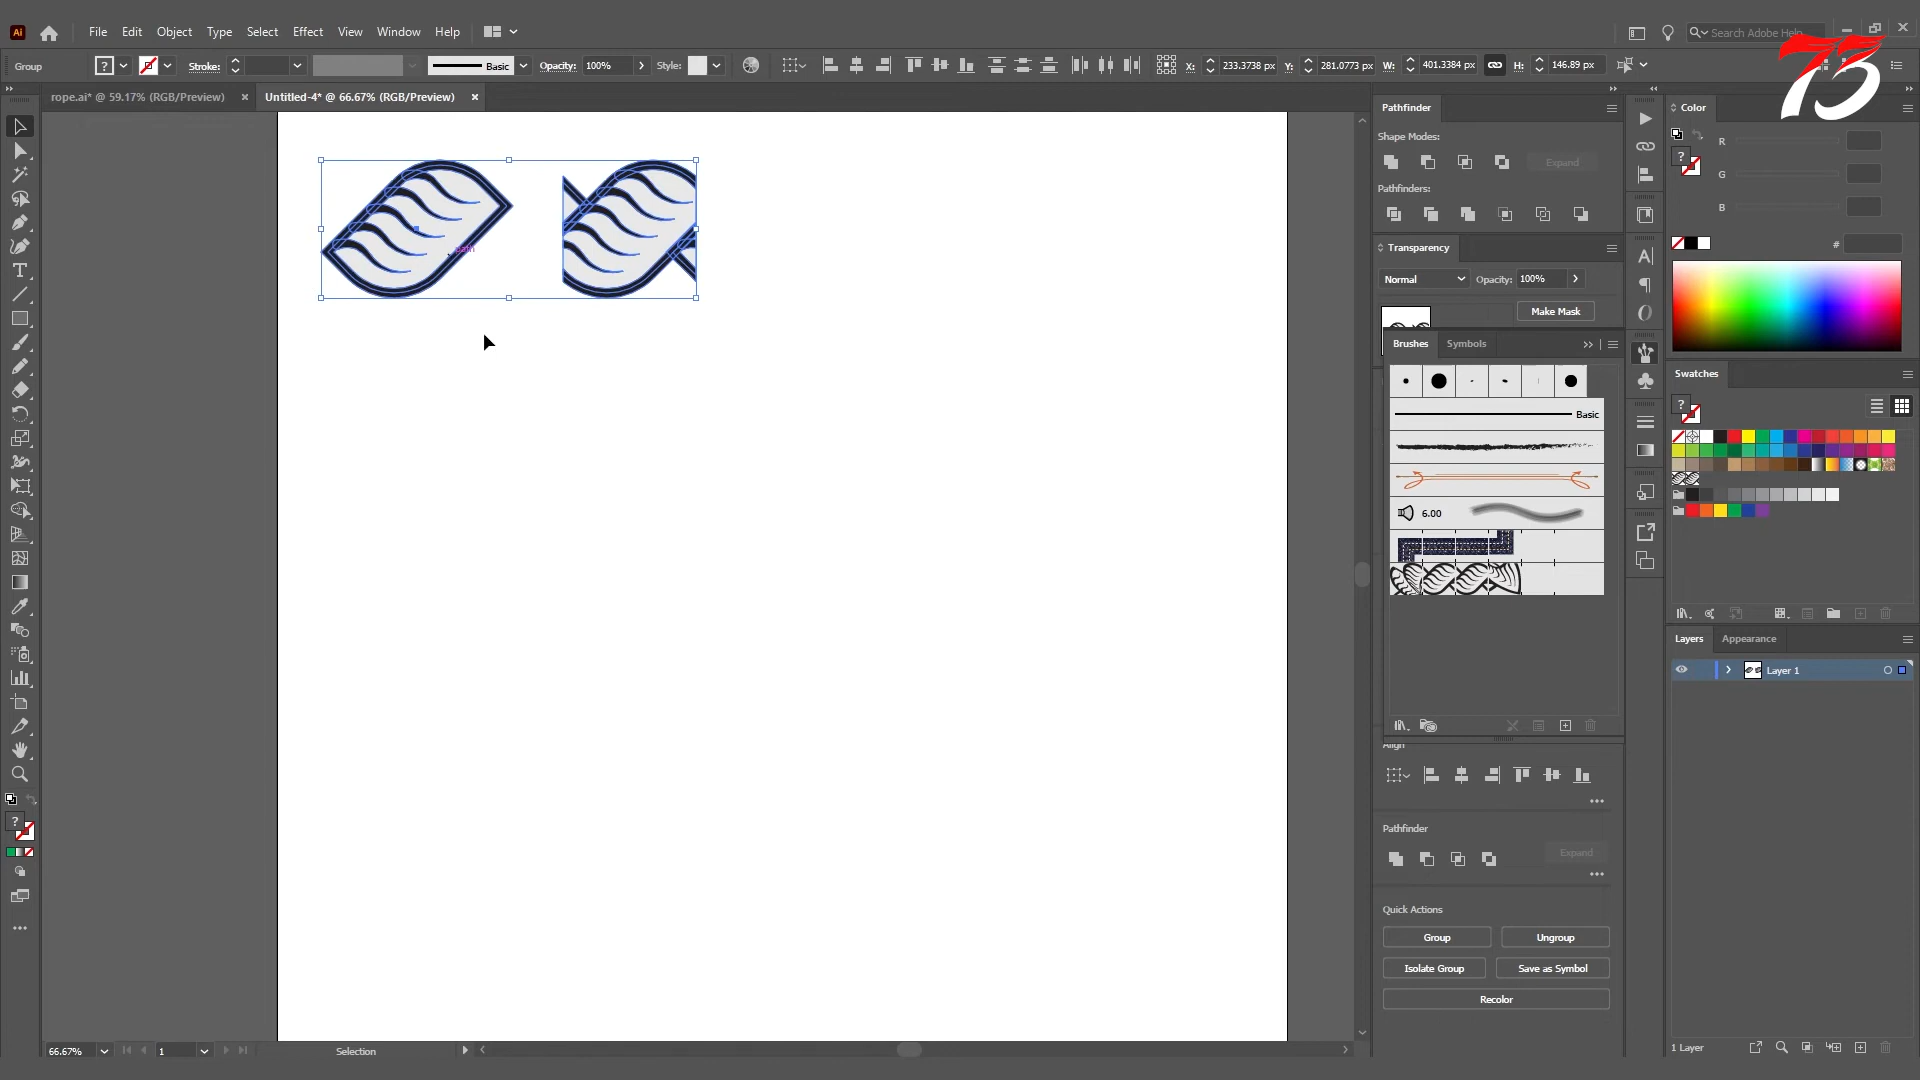 Ai File Edit Object Type Select Effect View Window Help Search Adobe Help
Group ? Stroke: Basic Opacity: 100% Style: X: 233.3738 px Y: 281.0773 px W: 401.3384 px H: 146.89 px
rope.ai* @ 59.17% (RGB/Preview) × Untitled-4* @ 66.67% (RGB/Preview) ×
Pathfinder
Shape Modes:
Expand
Pathfinders:
Transparency
Normal Opacity: 100%
Make Mask
Brushes Symbols
Basic
6.00
Align
Pathfinder
Expand
Quick Actions
Group Ungroup
Isolate Group Save as Symbol
Recolor
Color
R
G
B
#
Swatches
Layers Appearance
Layer 1
1 Layer
path
66.67% 1 Selection